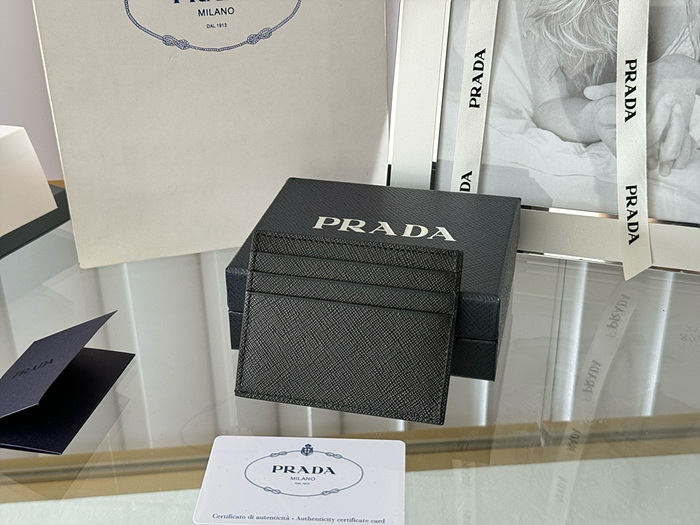 PRADA
MILANO
DAL 1913
PRADA
PRADA
PRADA
DA
PRADA
PRADA
PRADA
MILANO
DAL 1913
Certificato di autenticità - Authenticity certificate card